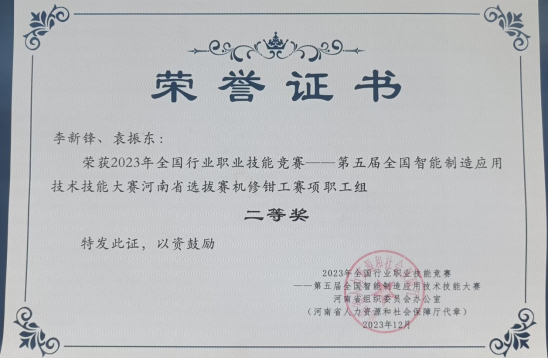 荣誉证书
李新锋、袁振东：
荣获2023年全国行业职业技能竞赛——第五届全国智能制造应用
技术技能大赛河南省选拔赛机修钳工赛项职工组
二等奖
特发此证，以资鼓励
2023年全国行业职业技能竞赛
——第五届全国智能制造应用技术技能大赛
河南省组织委员会办公室
（河南省人力资源和社会保障厅代章）
2023年12月